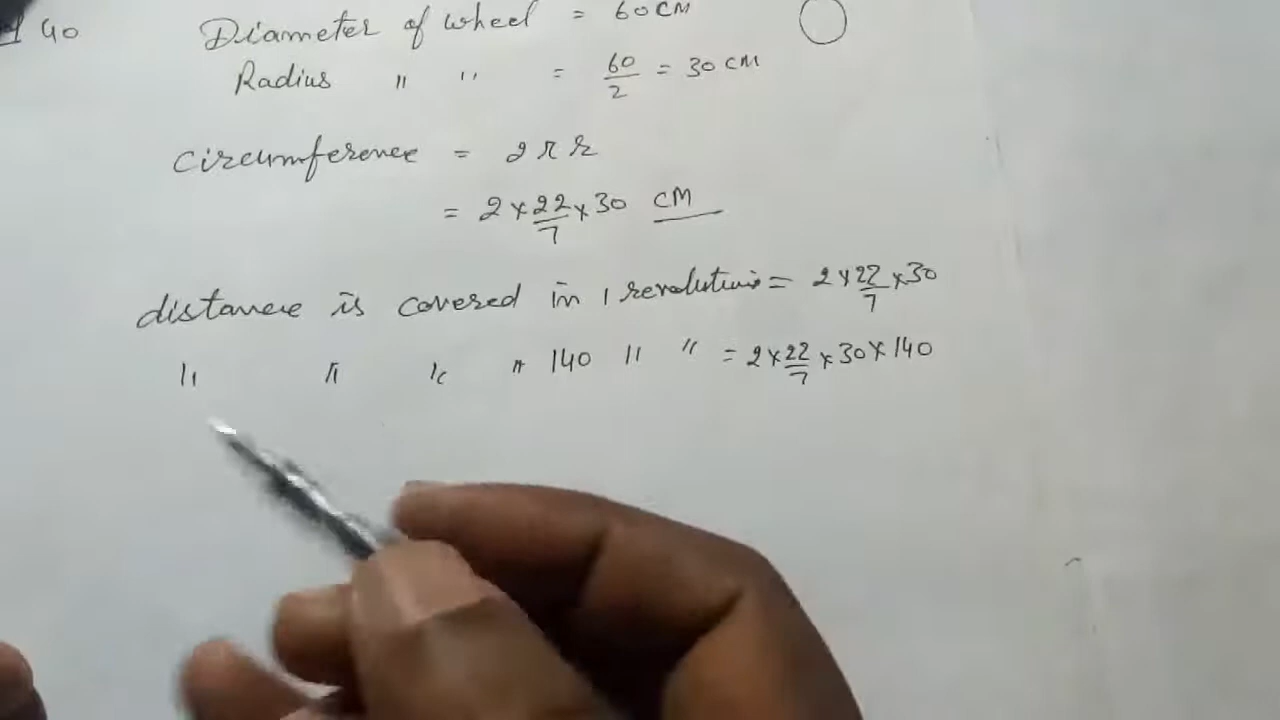 40 Diameter of wheel = 60 CM
Radius " " = 60/2 = 30 CM
Circumference = 2πr
= 2 × 22/7 × 30 CM
distance is covered in 1 revolution = 2 × 22/7 × 30
" " " " 140 " " = 2 × 22/7 × 30 × 140